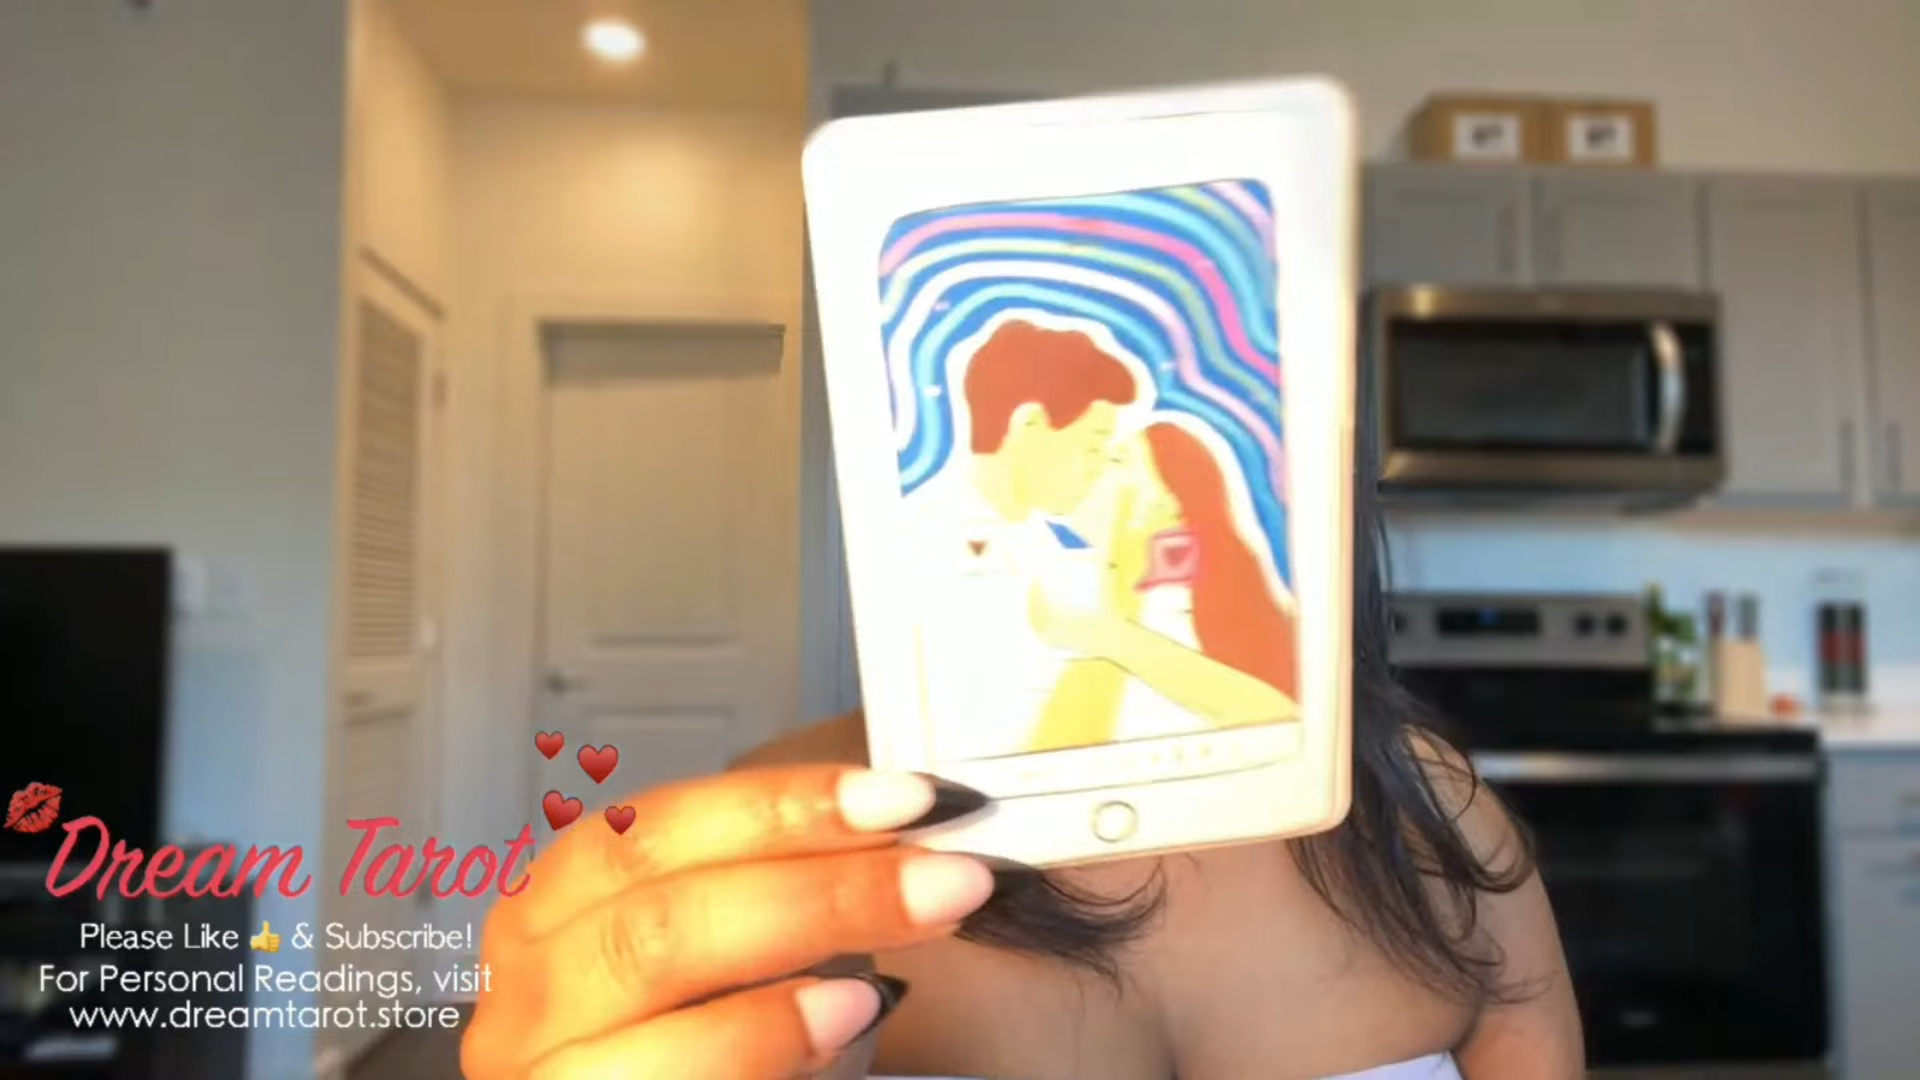 Dream Tarot
Please Like 👍 & Subscribe!
For Personal Readings, visit
www.dreamtarot.store